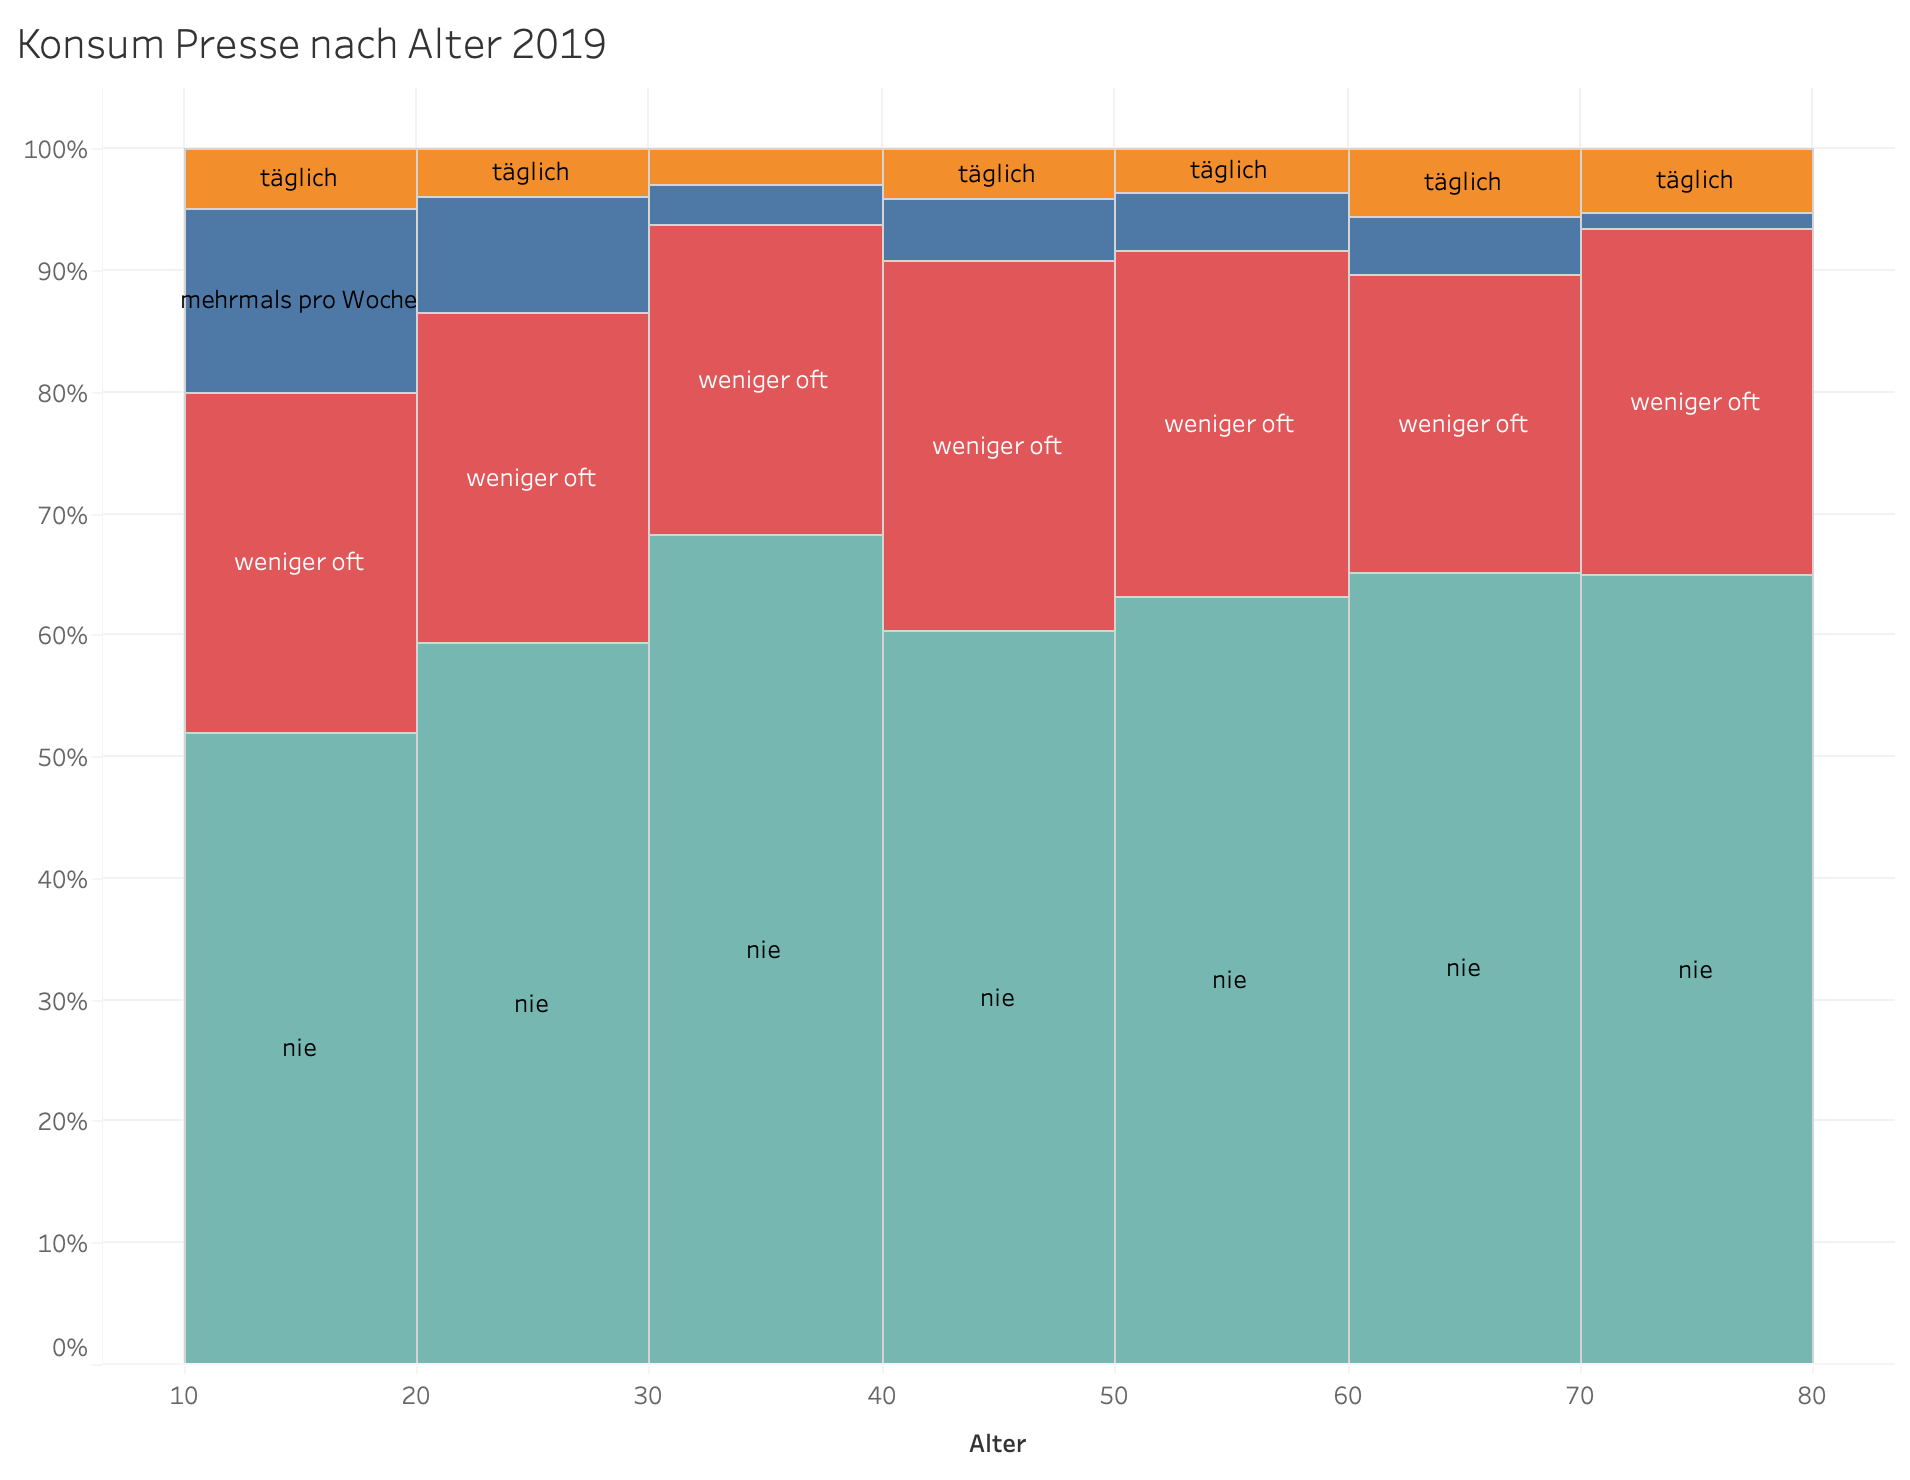 Konsum Presse nach Alter 2019
100%
90%
80%
70%
60%
50%
40%
30%
20%
10%
0%
täglich
täglich
täglich
täglich
täglich
täglich
mehrmals pro Woche
weniger oft
weniger oft
weniger oft
weniger oft
weniger oft
weniger oft
weniger oft
nie
nie
nie
nie
nie
nie
nie
10
20
30
40
50
60
70
80
Alter